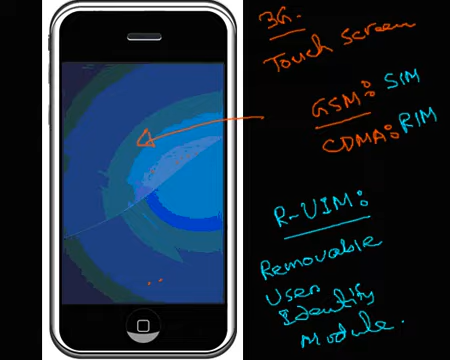 3G.
Touch Screen
GSM: SIM
CDMA: RIM
R-UIM:
Removable
User
Identify
Module.